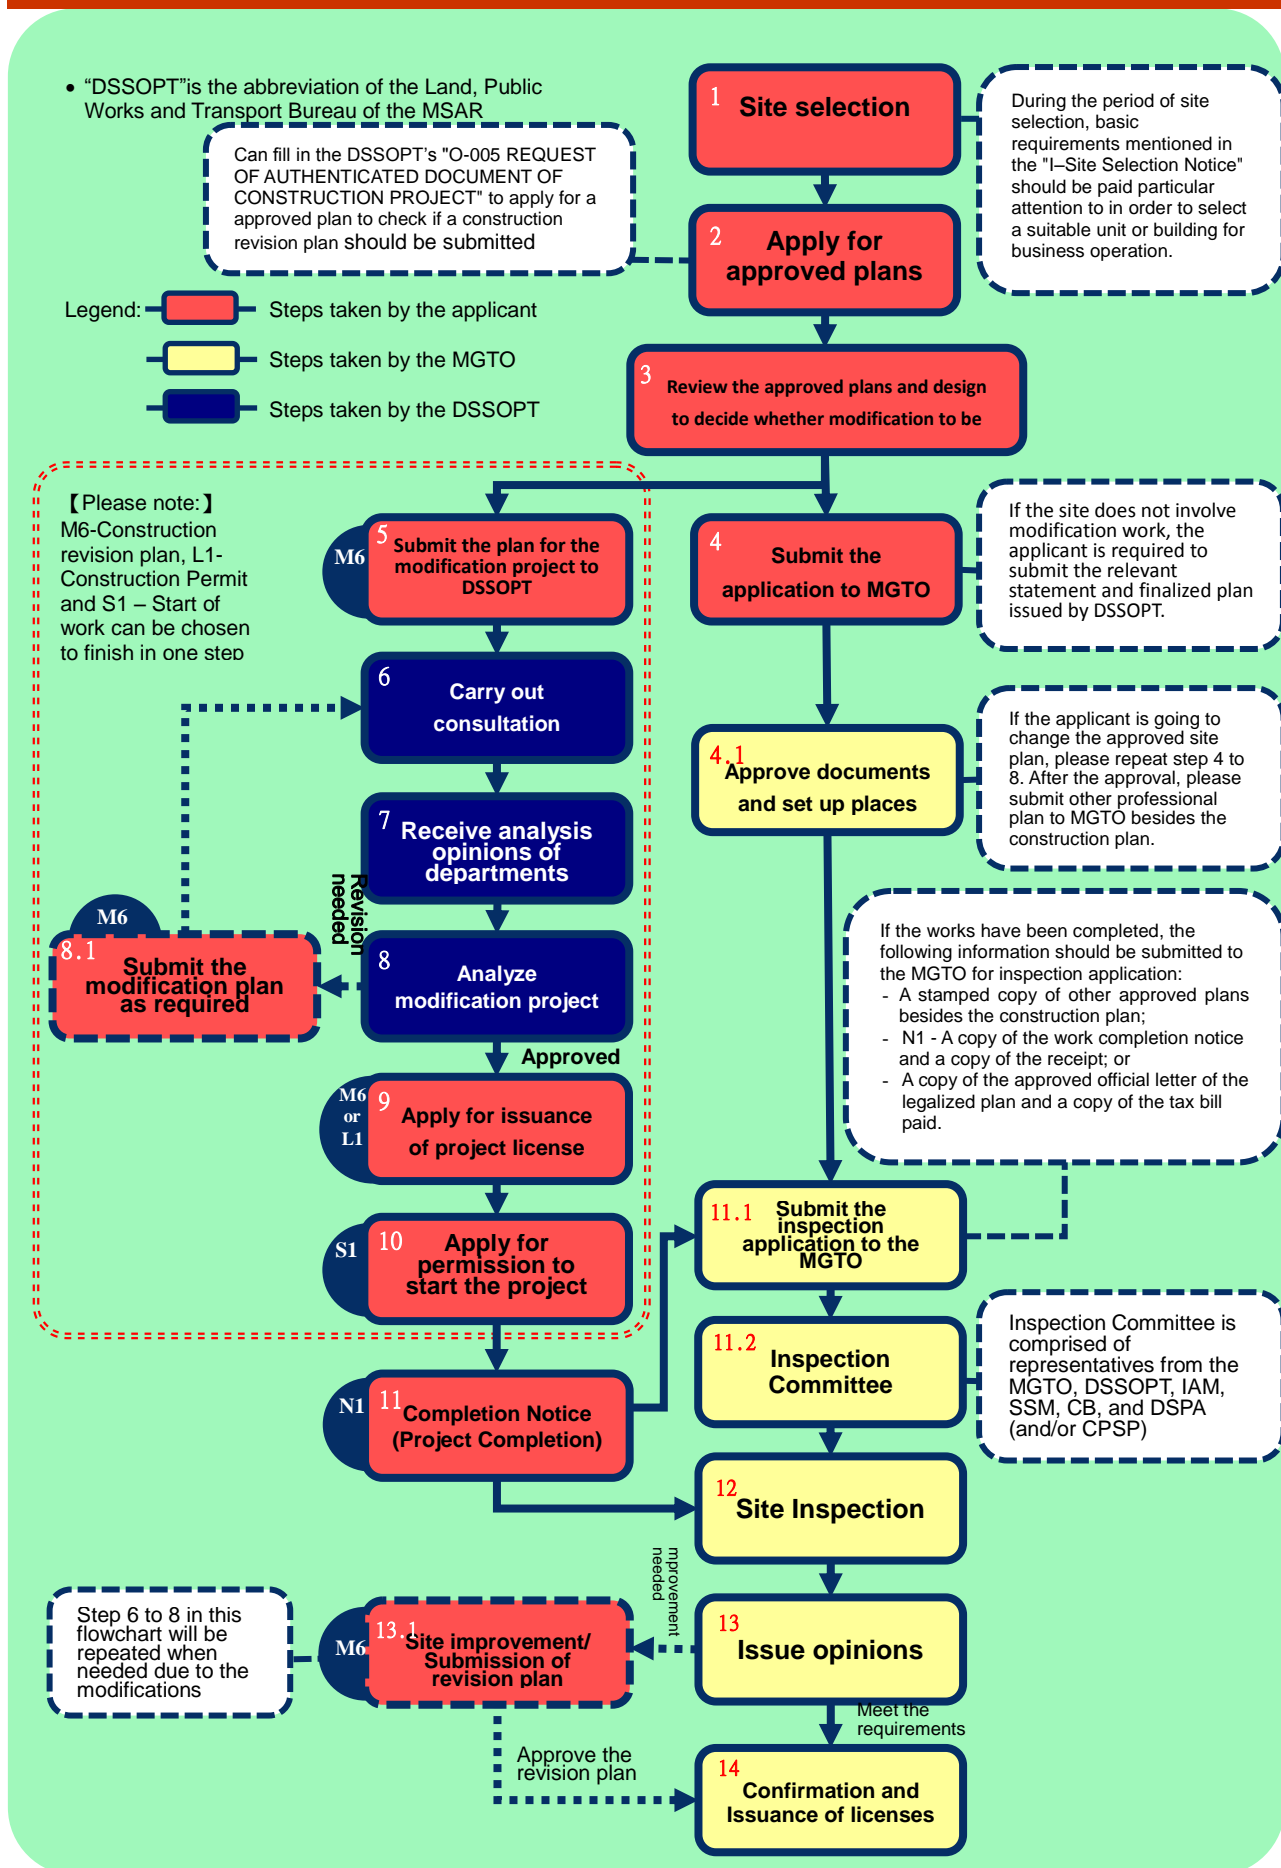 • “DSSOPT”is the abbreviation of the Land, Public
Works and Transport Bureau of the MSAR
Can fill in the DSSOPT’s "O-005 REQUEST
OF AUTHENTICATED DOCUMENT OF
CONSTRUCTION PROJECT" to apply for a
approved plan to check if a construction
revision plan should be submitted
1
Site selection
During the period of site
selection, basic
requirements mentioned in
the "I–Site Selection Notice"
should be paid particular
attention to in order to select
a suitable unit or building for
business operation.
2
Apply for
approved plans
Legend:
Steps taken by the applicant
Steps taken by the MGTO
Steps taken by the DSSOPT
3
Review the approved plans and design
to decide whether modification to be
【Please note:】
M6-Construction
revision plan, L1-
Construction Permit
and S1 – Start of
work can be chosen
to finish in one step
M6
5
Submit the plan for the
modification project to
DSSOPT
4
Submit the
application to MGTO
If the site does not involve
modification work, the
applicant is required to
submit the relevant
statement and finalized plan
issued by DSSOPT.
6
Carry out
consultation
4.1
Approve documents
and set up places
If the applicant is going to
change the approved site
plan, please repeat step 4 to
8. After the approval, please
submit other professional
plan to MGTO besides the
construction plan.
7
Receive analysis
opinions of
departments
Revision
needed
M6
8.1
Submit the
modification plan
as required
8
Analyze
modification project
Approved
If the works have been completed, the
following information should be submitted to
the MGTO for inspection application:
- A stamped copy of other approved plans
besides the construction plan;
- N1 - A copy of the work completion notice
and a copy of the receipt; or
- A copy of the approved official letter of the
legalized plan and a copy of the tax bill
paid.
M6
or
L1
9
Apply for issuance
of project license
S1
10
Apply for
permission to
start the project
11.1
Submit the
inspection
application to the
MGTO
11.2
Inspection
Committee
Inspection Committee is
comprised of
representatives from the
MGTO, DSSOPT, IAM,
SSM, CB, and DSPA
(and/or CPSP)
N1
11
Completion Notice
(Project Completion)
12
Site Inspection
mprovement
needed
Step 6 to 8 in this
flowchart will be
repeated when
needed due to the
modifications
M6
13.1
Site improvement/
Submission of
revision plan
13
Issue opinions
Meet the
requirements
Approve the
revision plan
14
Confirmation and
Issuance of licenses